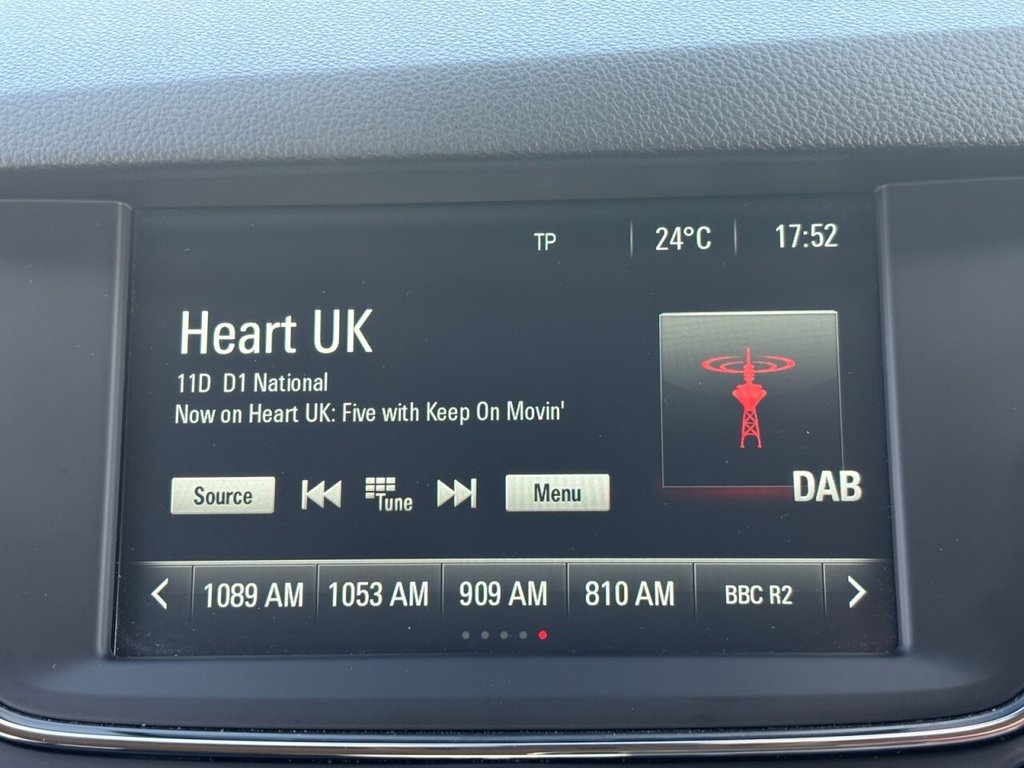 TP 24°C 17:52
Heart UK
11D D1 National
Now on Heart UK: Five with Keep On Movin'
DAB
Source Tune Menu
1089 AM 1053 AM 909 AM 810 AM BBC R2